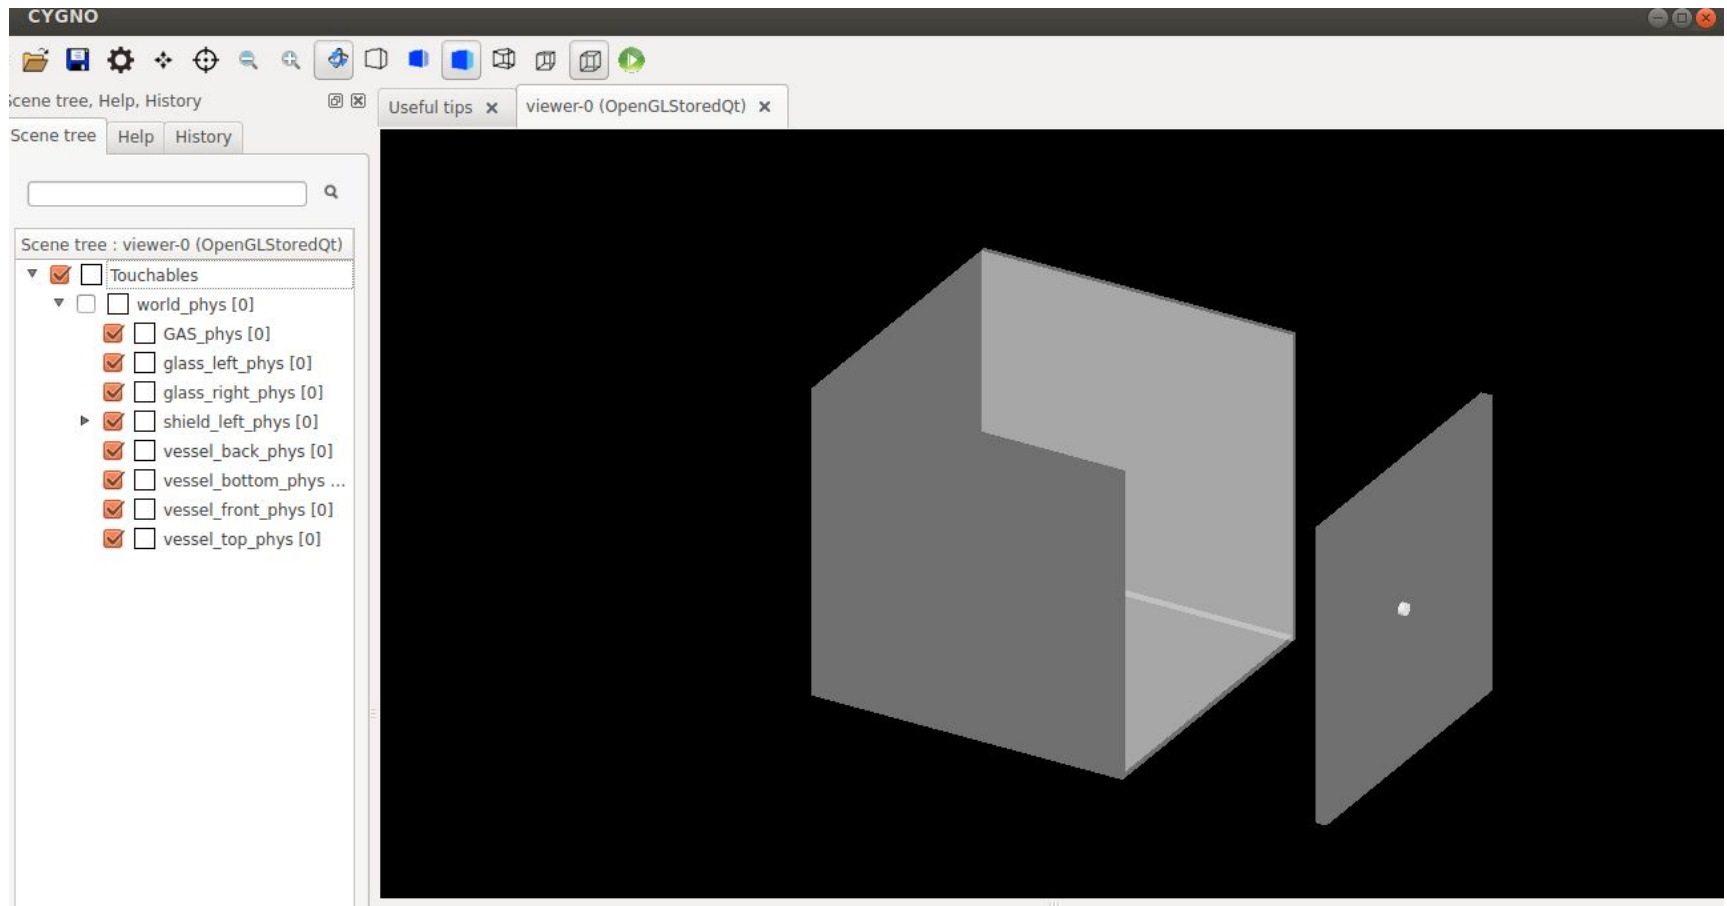 CYGNO
Scene tree, Help, History
Useful tips
viewer-0 (OpenGLStoredQt)
Scene tree
Help
History
Scene tree : viewer-0 (OpenGLStoredQt)
Touchables
world_phys [0]
GAS_phys [0]
glass_left_phys [0]
glass_right_phys [0]
shield_left_phys [0]
vessel_back_phys [0]
vessel_bottom_phys ...
vessel_front_phys [0]
vessel_top_phys [0]